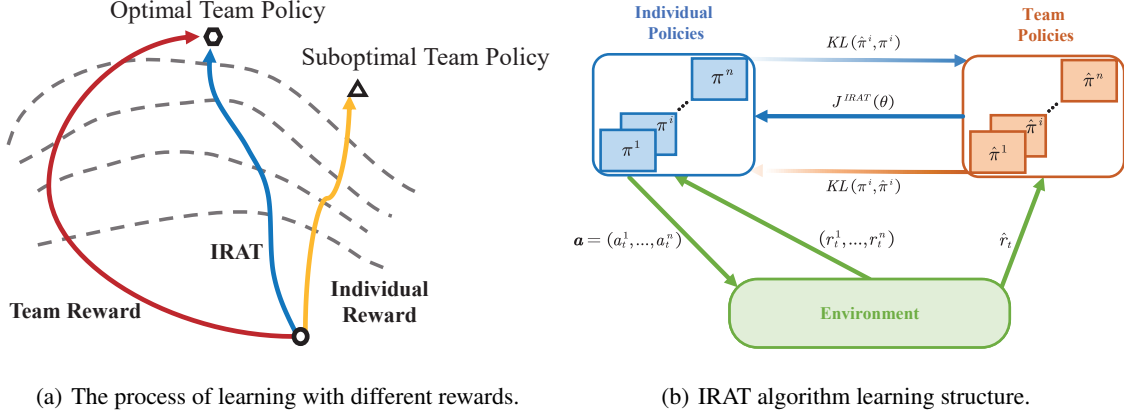 Optimal Team Policy
Suboptimal Team Policy
IRAT
Team Reward
Individual
Reward
(a) The process of learning with different rewards.
Individual
Policies
Team
Policies
KL(π̂^i, π^i)
π^n
π^i
π^1
J^{IRAT}(θ)
π̂^n
π̂^i
π̂^1
KL(π^i, π̂^i)
a = (a_t^1, ..., a_t^n)
(r_t^1, ..., r_t^n)
r̂_t
Environment
(b) IRAT algorithm learning structure.